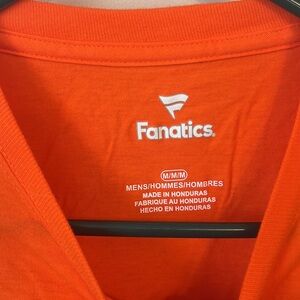 Fanatics.
M/M/M
MENS/HOMMES/HOMBRES
MADE IN HONDURAS
FABRIQUE AU HONDURAS
HECHO EN HONDURAS